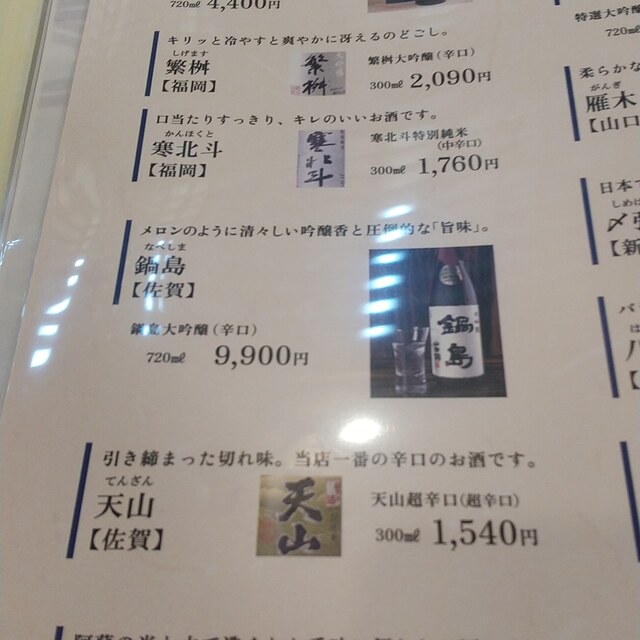 720㎖ 4,400円
キリッと冷やすと爽やかに冴えるのどごし。
しげます
繁桝
【福岡】
繁桝
繁桝大吟醸(辛口)
300㎖ 2,090円
口当たりすっきり、キレのいいお酒です。
かんほくと
寒北斗
【福岡】
寒北斗
寒北斗特別純米
(中辛口)
300㎖ 1,760円
メロンのように清々しい吟醸香と圧倒的な「旨味」。
なべしま
鍋島
【佐賀】
鍋島大吟醸(辛口)
720㎖ 9,900円
鍋島
引き締まった切れ味。当店一番の辛口のお酒です。
てんざん
天山
【佐賀】
天山
天山超辛口(超辛口)
300㎖ 1,540円
特選大吟醸
720㎖
柔らかな
がんぎ
雁木
【山口
日本で
しめは
〆張
【新